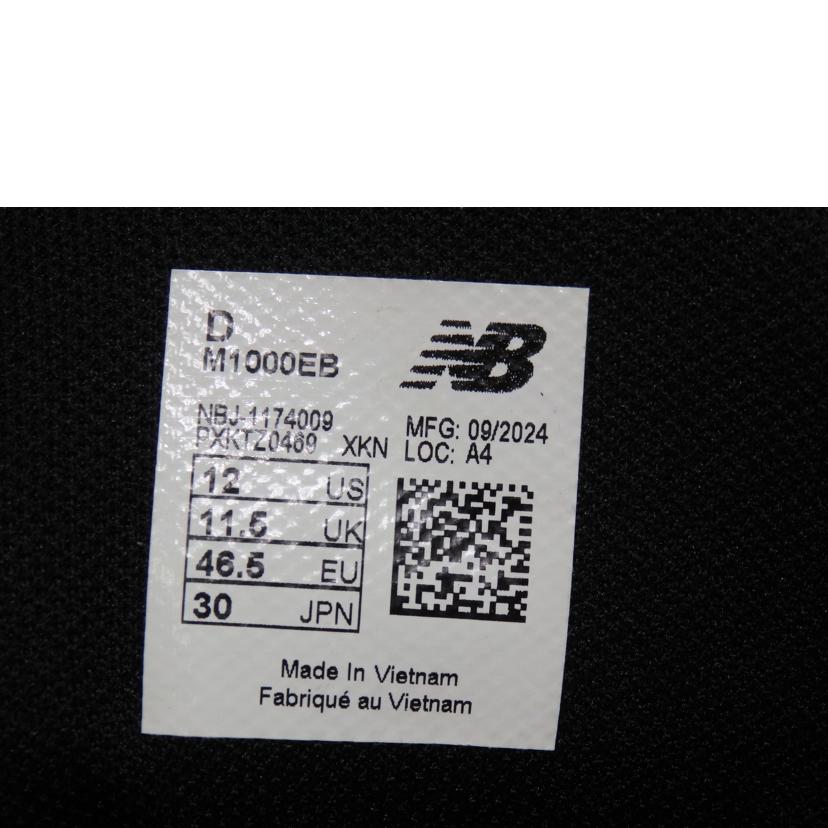 D
M1000EB
NB
NBJ-1174009
PXKTZ0469 XKN
MFG: 09/2024
LOC: A4
12 US
11.5 UK
46.5 EU
30 JPN
Made In Vietnam
Fabriqué au Vietnam